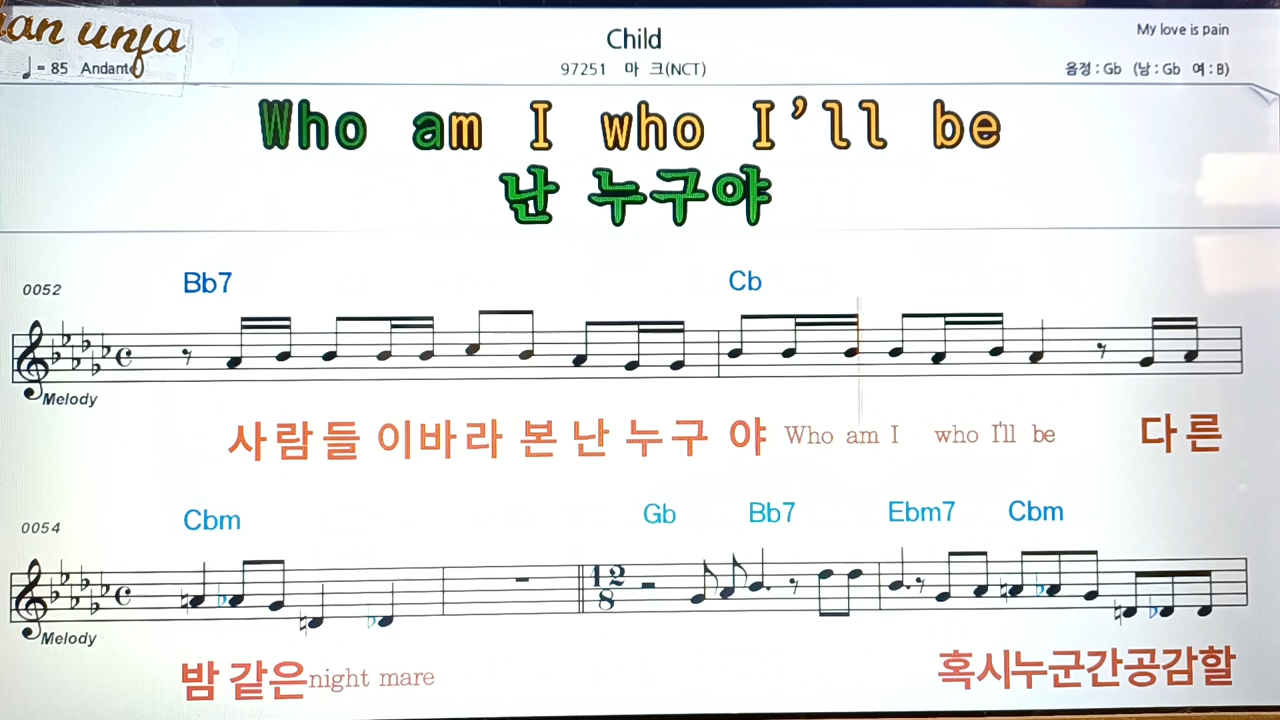 unfa
Child
My love is pain
♩ = 85 Andante
97251 마 크(NCT)
음정 : Gb (남 : Gb 여 : B)
Who am I who I'll be
난 누구야
0052
Bb7 Cb
Melody
사 람 들 이바 라 본 난 누구 야 Who am I who I'll be 다 른
0054
Cbm Gb Bb7 Ebm7 Cbm
12
8
Melody
밤 같은 night mare 혹시누군간공감할